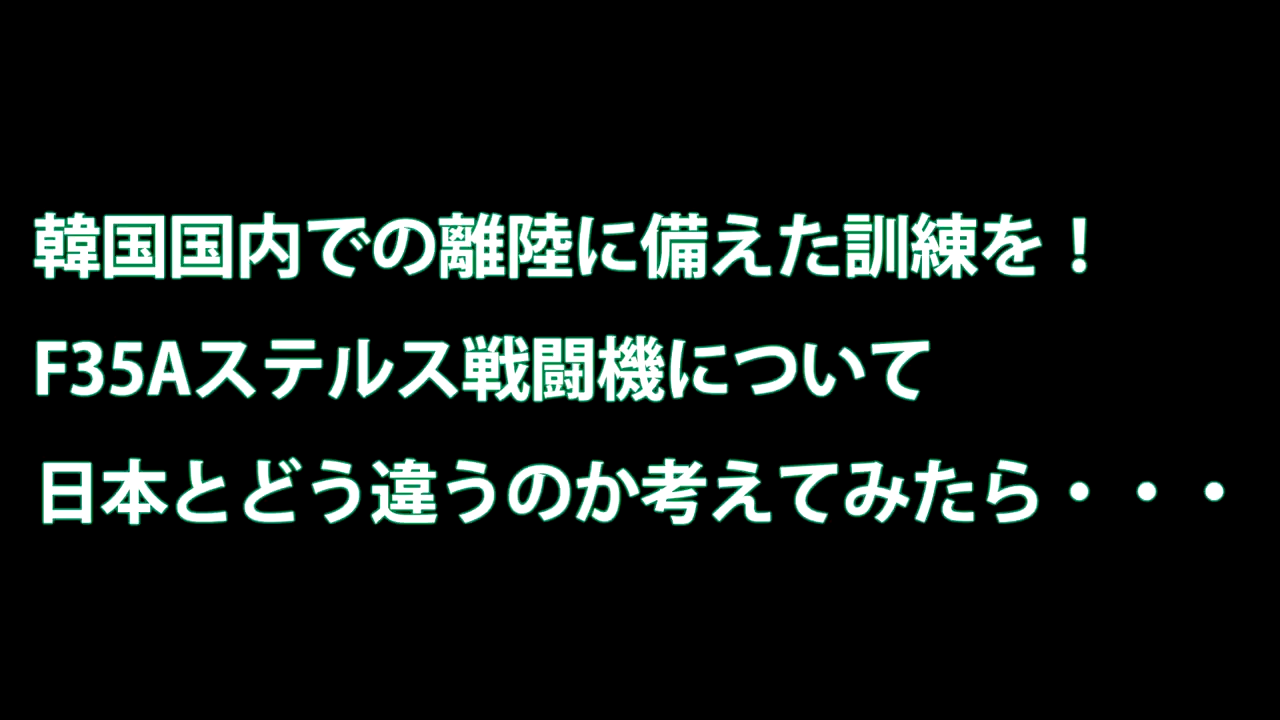 韓国国内での離陸に備えた訓練を！
F35Aステルス戦闘機について
日本とどう違うのか考えてみたら・・・